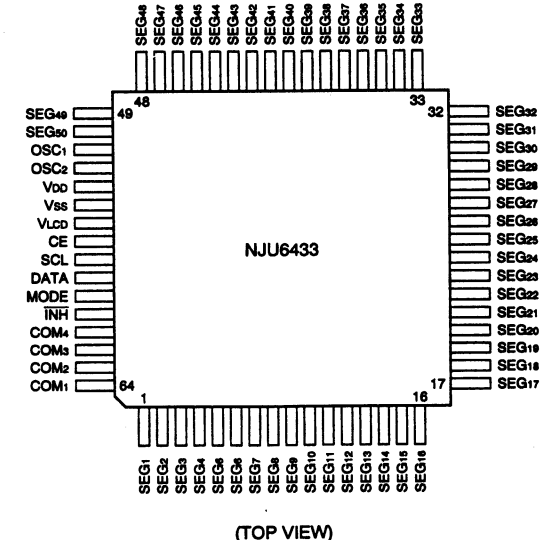 SEG48
SEG47
SEG46
SEG45
SEG44
SEG43
SEG42
SEG41
SEG40
SEG39
SEG38
SEG37
SEG36
SEG35
SEG34
SEG33
48
33
49
32
SEG49
SEG50
OSC1
OSC2
VDD
VSS
VLCD
CE
SCL
DATA
MODE
INH
COM4
COM3
COM2
COM1
NJU6433
SEG32
SEG31
SEG30
SEG29
SEG28
SEG27
SEG26
SEG25
SEG24
SEG23
SEG22
SEG21
SEG20
SEG19
SEG18
SEG17
64
17
1
16
SEG1
SEG2
SEG3
SEG4
SEG5
SEG6
SEG7
SEG8
SEG9
SEG10
SEG11
SEG12
SEG13
SEG14
SEG15
SEG16
(TOP VIEW)